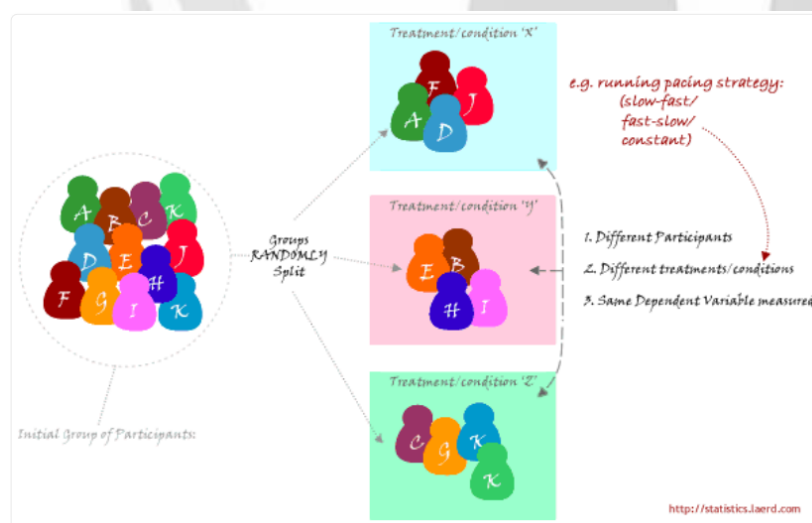 Treatment/condition 'X'
F
J
A
D
e.g. running pacing strategy:
(slow-fast/
fast-slow/
constant)
A
B
C
K
D
E
J
H
F
G
I
K
Groups
RANDOMLY
Split
Treatment/condition 'Y'
E
B
H
I
1. Different Participants
2. Different treatments/conditions
3. Same Dependent Variable measured
Treatment/condition 'Z'
C
G
K
K
Initial Group of Participants:
http://statistics.laerd.com